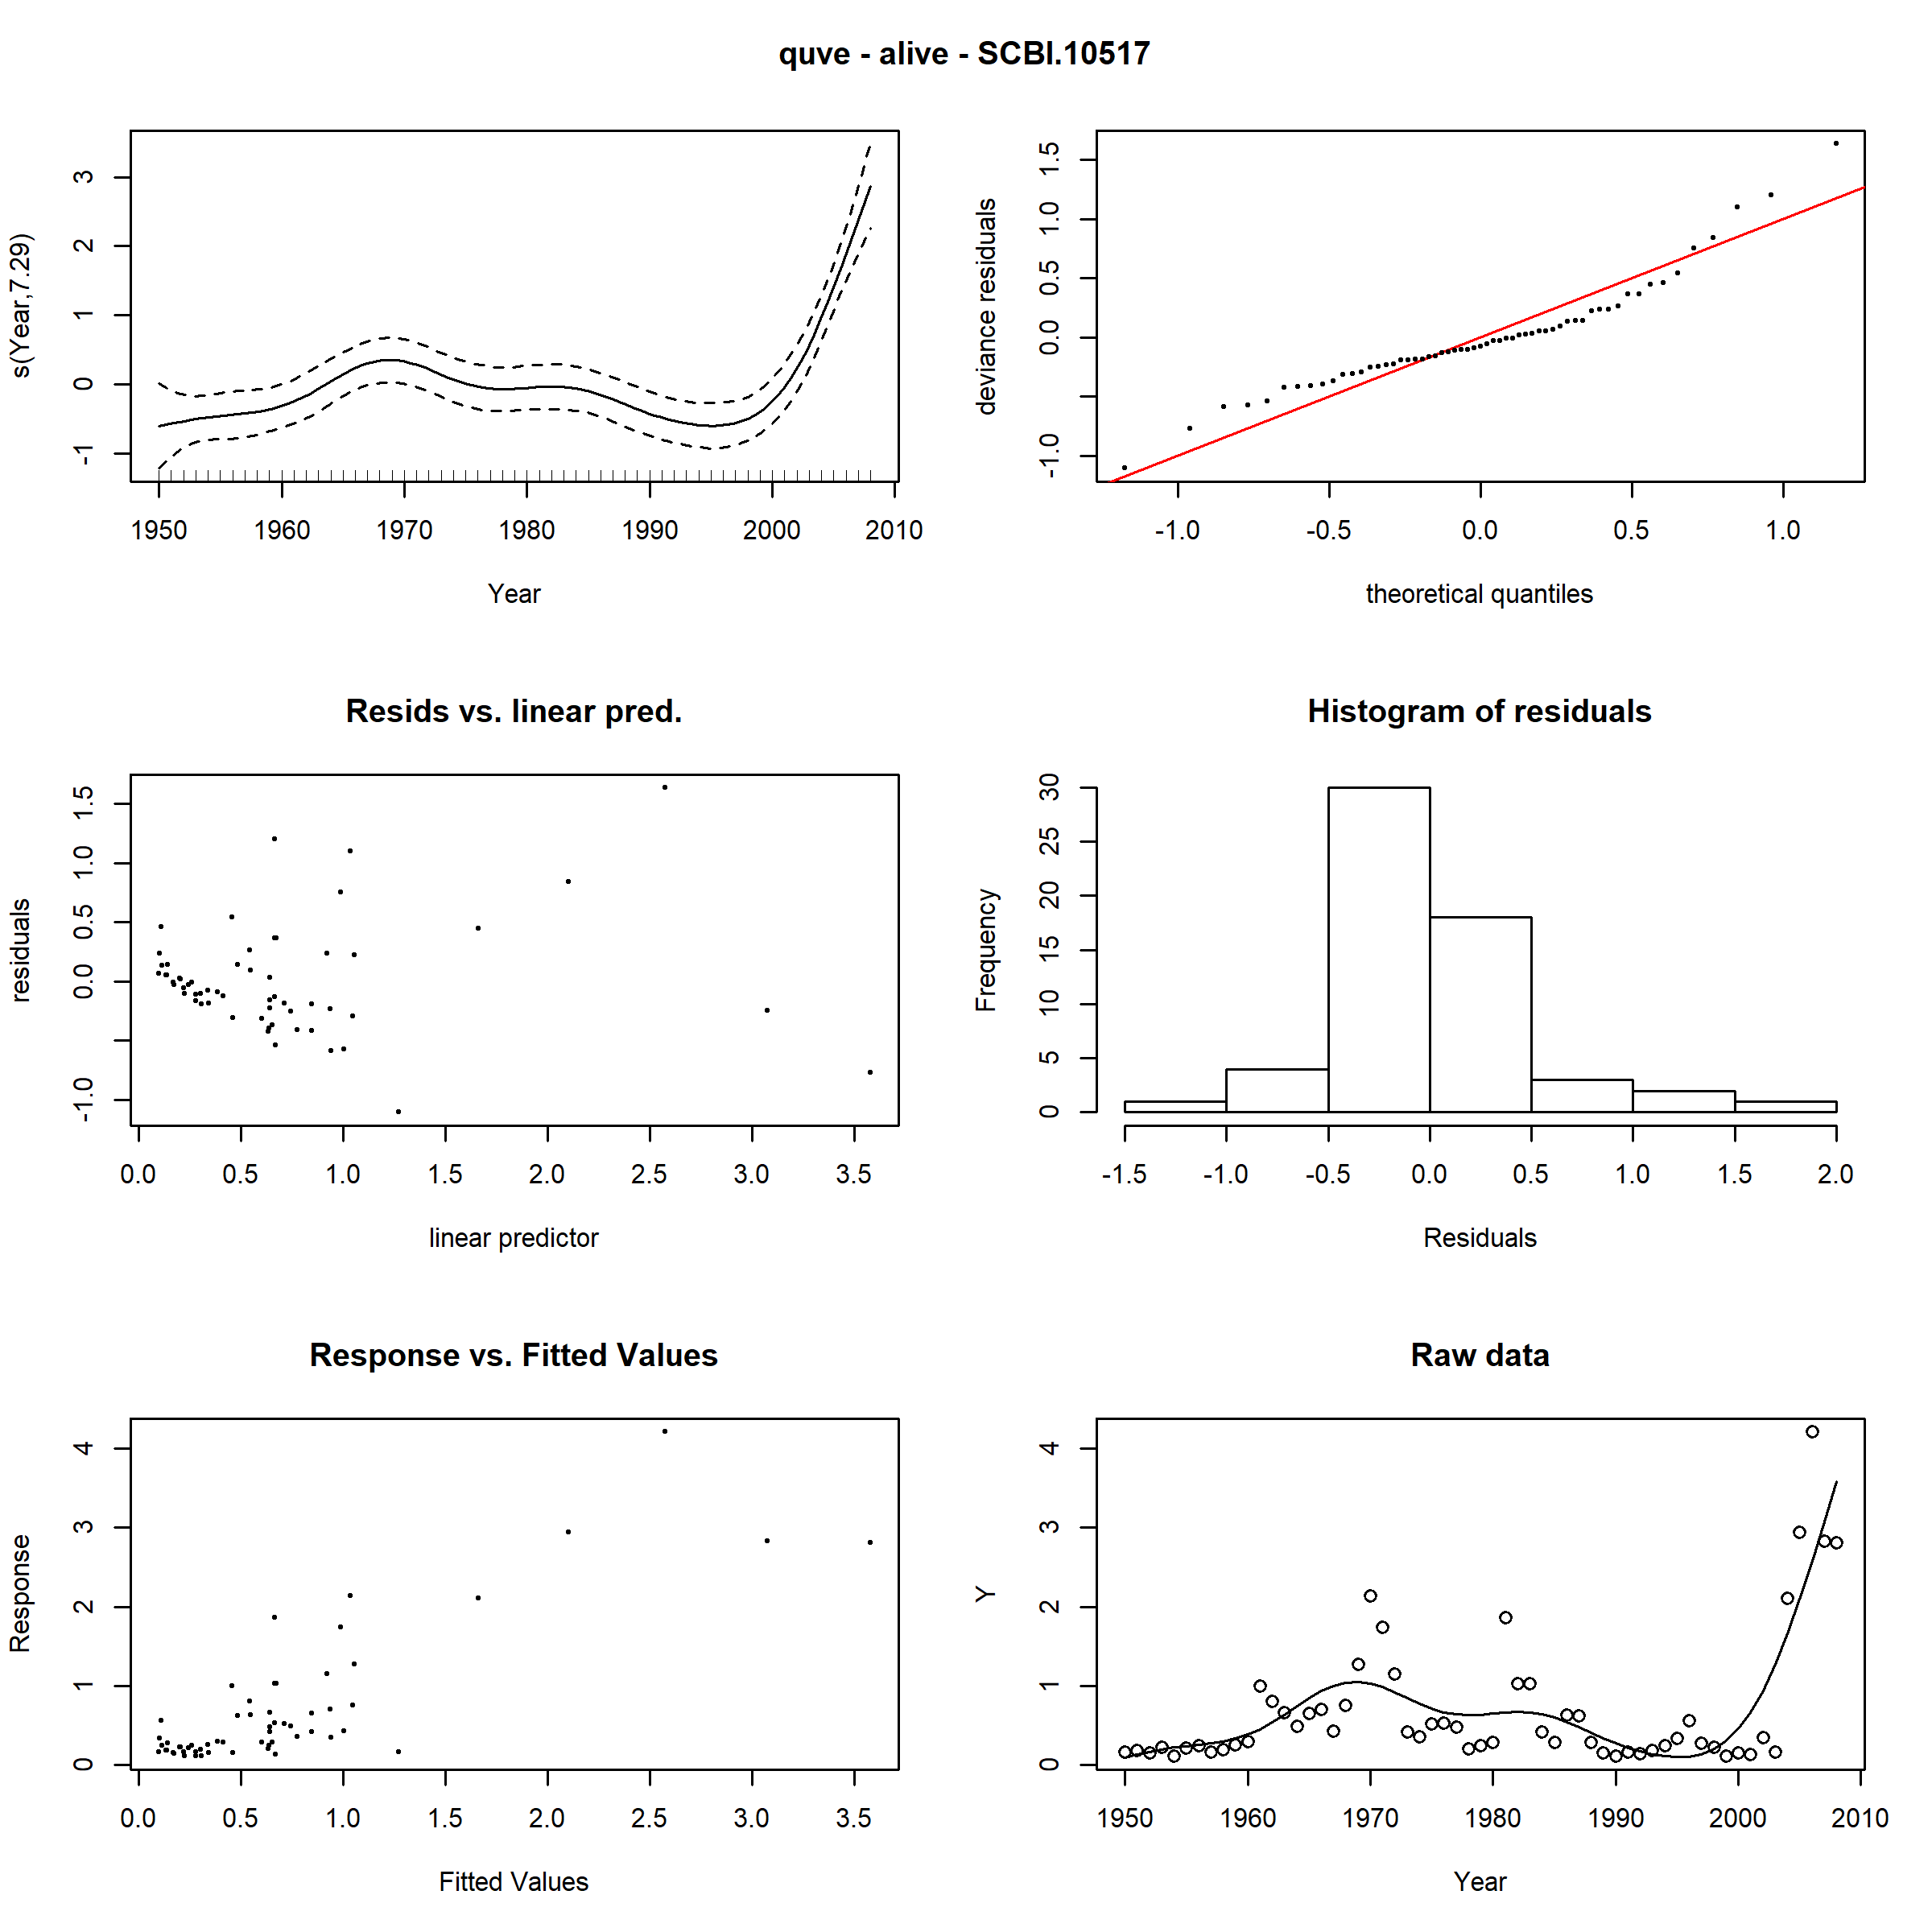 quve - alive - SCBI.10517
s(Year,7.29)
3
2
1
0
-1
1950 1960 1970 1980 1990 2000 2010
Year
deviance residuals
1.5
1.0
0.5
0.0
-1.0
-1.0 -0.5 0.0 0.5 1.0
theoretical quantiles
Resids vs. linear pred.
residuals
1.5
1.0
0.5
0.0
-1.0
0.0 0.5 1.0 1.5 2.0 2.5 3.0 3.5
linear predictor
Histogram of residuals
Frequency
30
25
20
15
10
5
0
-1.5 -1.0 -0.5 0.0 0.5 1.0 1.5 2.0
Residuals
Response vs. Fitted Values
Response
4
3
2
1
0
0.0 0.5 1.0 1.5 2.0 2.5 3.0 3.5
Fitted Values
Raw data
Y
4
3
2
1
0
1950 1960 1970 1980 1990 2000 2010
Year